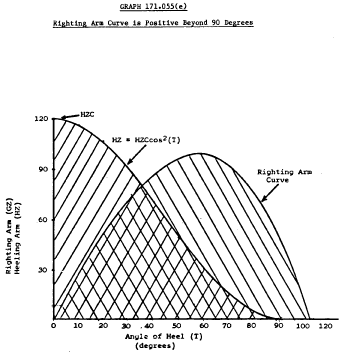 GRAPH 171.055(e)
Righting Arm Curve is Positive Beyond 90 Degrees
HZC
HZ = HZCcos²(T)
Righting Arm
Curve
Righting Arm (GZ)
Heeling Arm (HZ)
120
90
60
30
0 10 20 30 40 50 60 70 80 90 100 120
Angle of Heel (T)
(degrees)